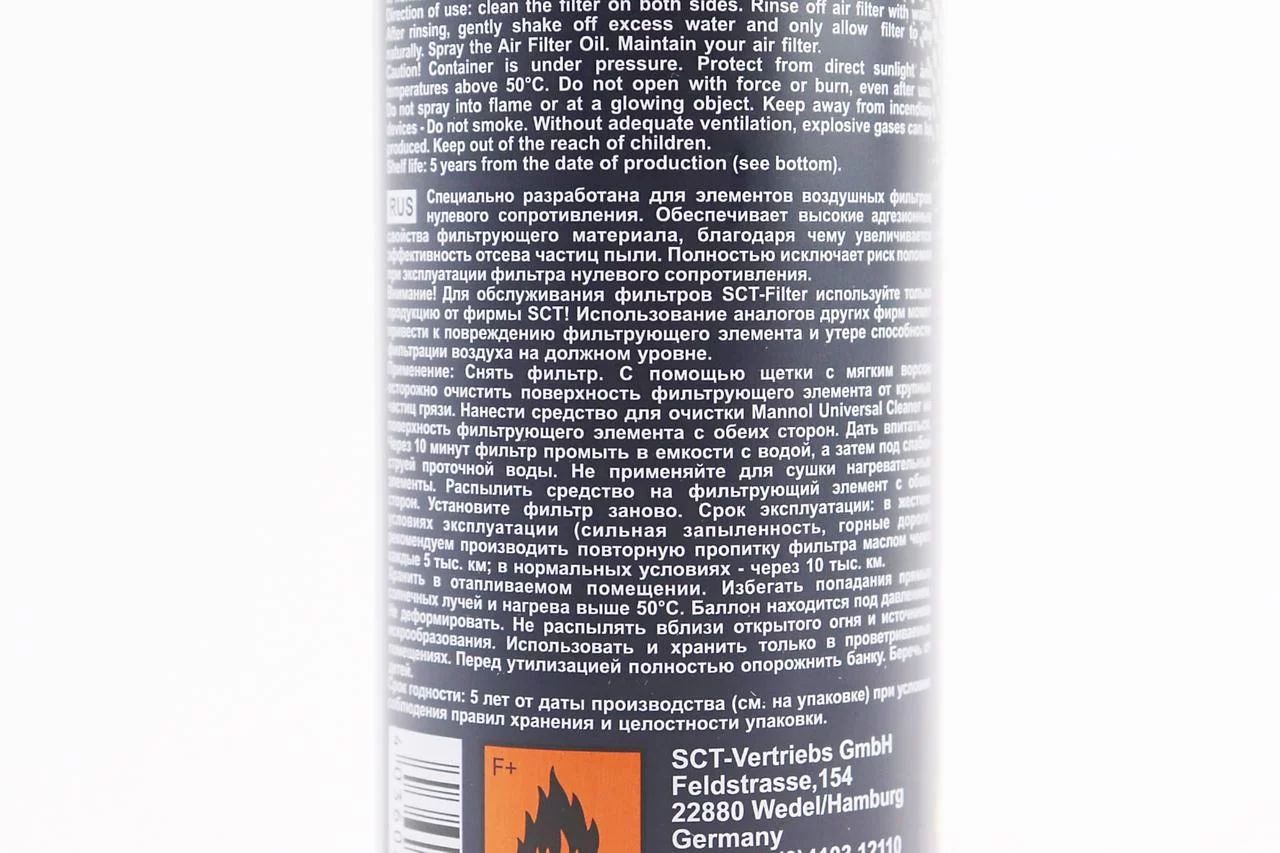 Direction of use: clean the filter on both sides. Rinse off air filter with
After rinsing, gently shake off excess water and only allow filter to dry
naturally. Spray the Air Filter Oil. Maintain your air filter.
Caution! Container is under pressure. Protect from direct sunlight
temperatures above 50°C. Do not open with force or burn, even after
Do not spray into flame or at a glowing object. Keep away from
devices - Do not smoke. Without adequate ventilation, explosive gases can be
produced. Keep out of the reach of children.
Shelf life: 5 years from the date of production (see bottom).
RUS Специально разработана для элементов воздушных
нулевого сопротивления. Обеспечивает высокие
свойства фильтрующего материала, благодаря чему увеличивается
эффективность отсева частиц пыли. Полностью исключает риск
при эксплуатации фильтра нулевого сопротивления.
Внимание! Для обслуживания фильтров SCT-Filter используйте только
продукцию от фирмы SCT! Использование аналогов других фирм может
привести к повреждению фильтрующего элемента и утере способности
фильтрации воздуха на должном уровне.
Применение: Снять фильтр. С помощью щетки с мягким ворсом
осторожно очистить поверхность фильтрующего элемента от крупных
частиц грязи. Нанести средство для очистки Mannol Universal Cleaner на
поверхность фильтрующего элемента с обеих сторон. Дать впитаться.
Через 10 минут фильтр промыть в емкости с водой, а затем под слабой
струей проточной воды. Не применяйте для сушки нагревательные
элементы. Распылить средство на фильтрующий элемент с обеих
сторон. Установите фильтр заново. Срок эксплуатации: в
условиях эксплуатации (сильная запыленность, горные дороги)
рекомендуем производить повторную пропитку фильтра маслом через
каждые 5 тыс. км; в нормальных условиях - через 10 тыс. км.
Хранить в отапливаемом помещении. Избегать попадания прямых
солнечных лучей и нагрева выше 50°C. Баллон находится под давлением.
Не деформировать. Не распылять вблизи открытого огня и
искрообразования. Использовать и хранить только в проветриваемых
помещениях. Перед утилизацией полностью опорожнить банку. Беречь от
детей.
Срок годности: 5 лет от даты производства (см. на упаковке) при условии
соблюдения правил хранения и целостности упаковки.
F+
SCT-Vertriebs GmbH
Feldstrasse,154
22880 Wedel/Hamburg
Germany